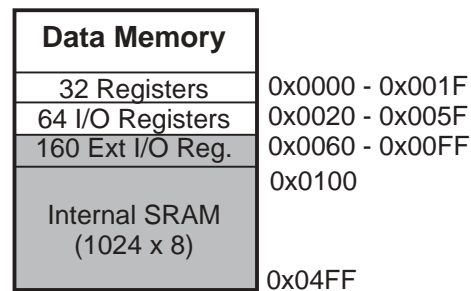 Data Memory
32 Registers 0x0000 - 0x001F
64 I/O Registers 0x0020 - 0x005F
160 Ext I/O Reg. 0x0060 - 0x00FF
0x0100
Internal SRAM
(1024 x 8)
0x04FF